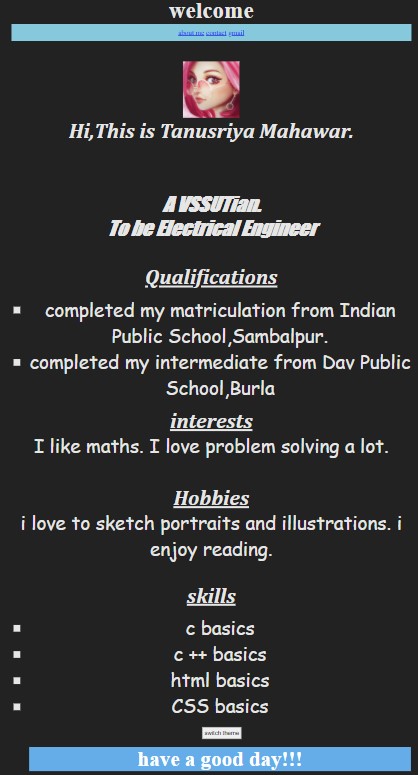 welcome
about me contact gmail
Hi,This is Tanusriya Mahawar.
A VSSUTian.
To be Electrical Engineer
Qualifications
completed my matriculation from Indian
Public School,Sambalpur.
completed my intermediate from Dav Public
School,Burla
interests
I like maths. I love problem solving a lot.
Hobbies
i love to sketch portraits and illustrations. i
enjoy reading.
skills
c basics
c ++ basics
html basics
CSS basics
switch theme
have a good day!!!